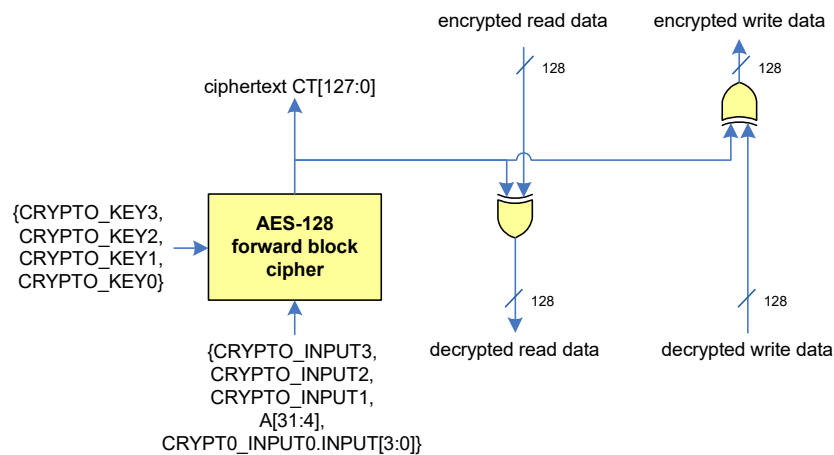 encrypted read data
encrypted write data
128
128
ciphertext CT[127:0]
{CRYPTO_KEY3,
CRYPTO_KEY2,
CRYPTO_KEY1,
CRYPTO_KEY0}
AES-128
forward block
cipher
128
128
decrypted read data
decrypted write data
{CRYPTO_INPUT3,
CRYPTO_INPUT2,
CRYPTO_INPUT1,
A[31:4],
CRYPT0_INPUT0.INPUT[3:0]}